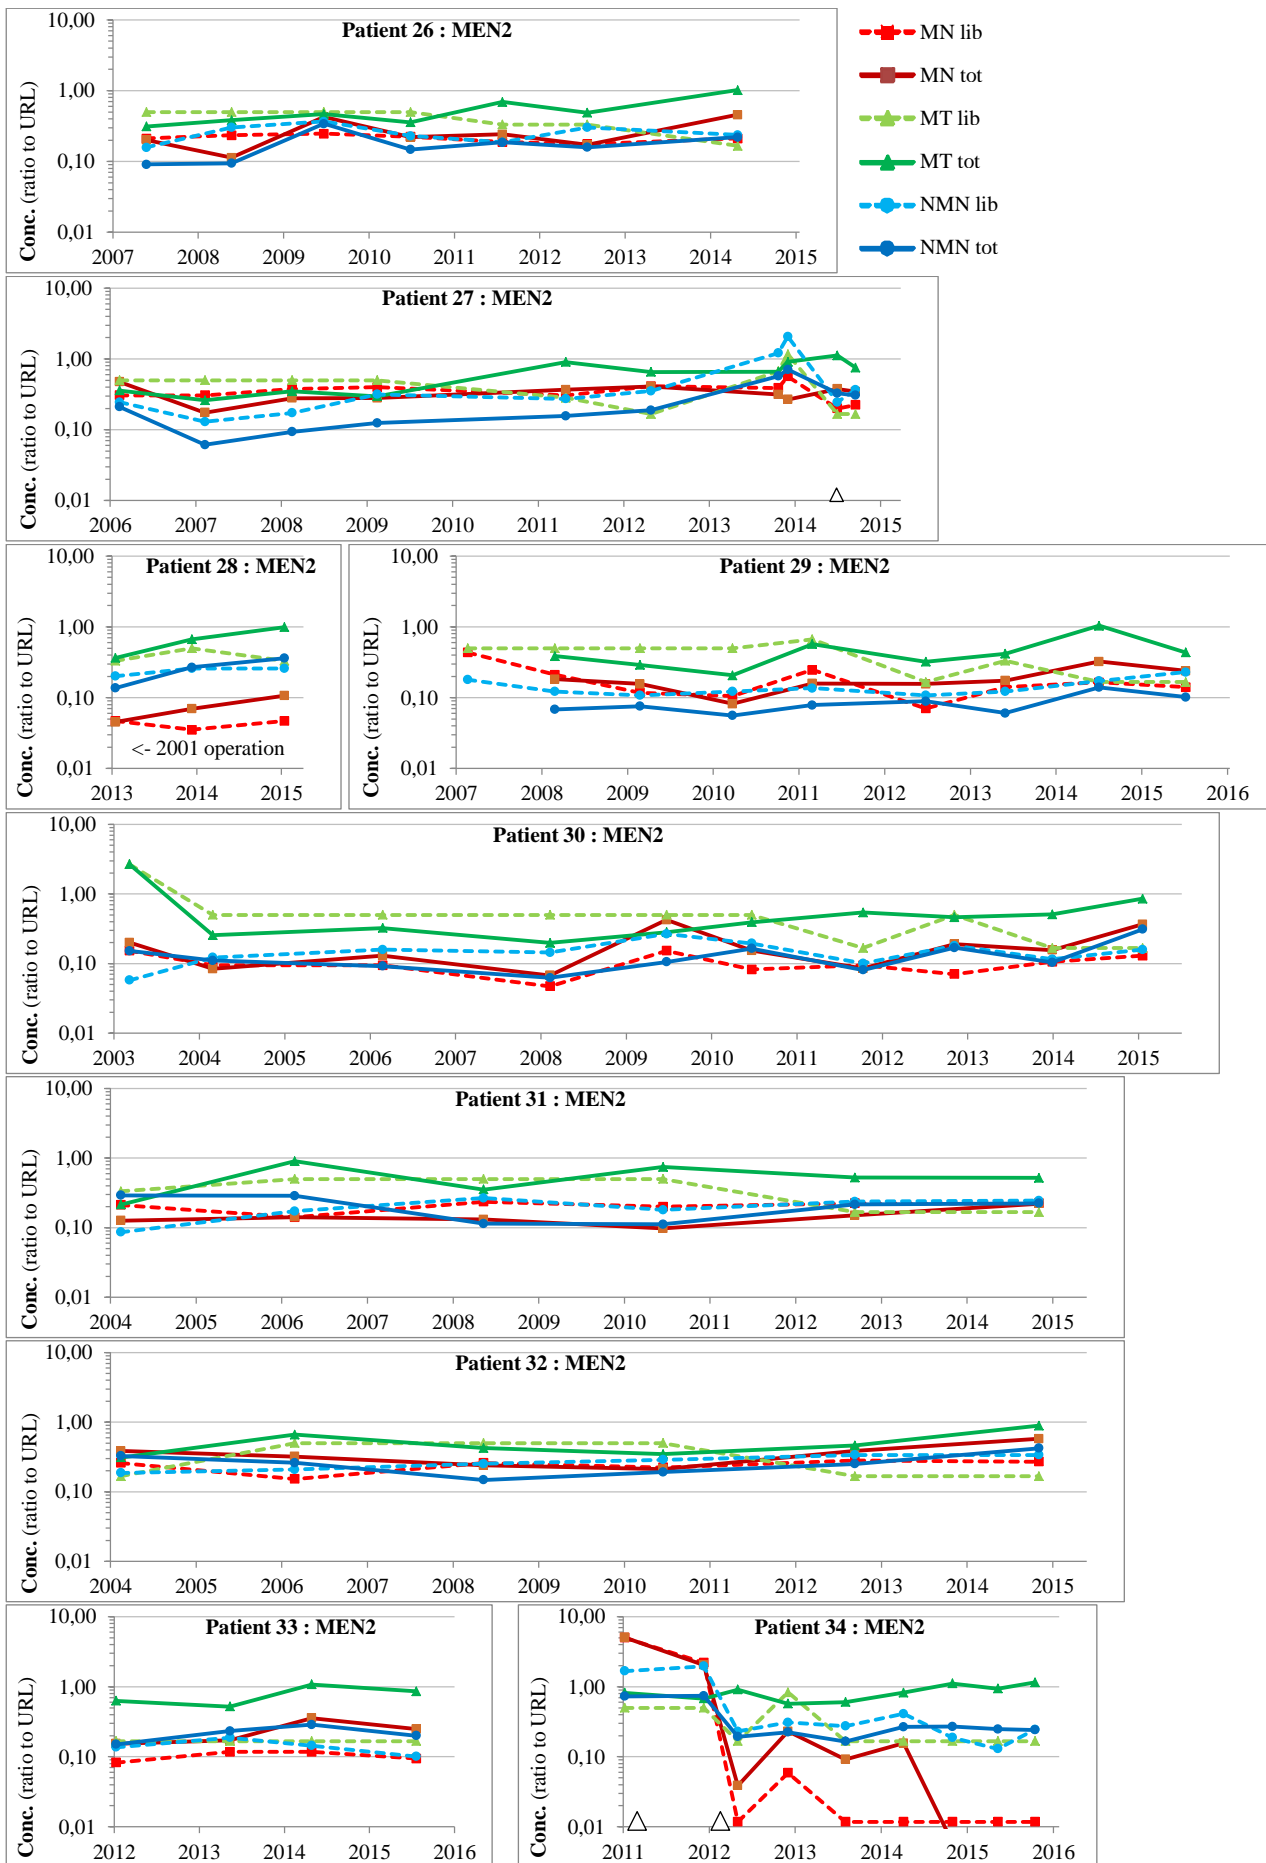 Patient 26 : MEN2
Conc. (ratio to URL)
10,00
1,00
0,10
0,01
2007 2008 2009 2010 2011 2012 2013 2014 2015
MN lib
MN tot
MT lib
MT tot
NMN lib
NMN tot
Patient 27 : MEN2
Conc. (ratio to URL)
10,00
1,00
0,10
0,01
2006 2007 2008 2009 2010 2011 2012 2013 2014 2015
Patient 28 : MEN2
Conc. (ratio to URL)
10,00
1,00
0,10
0,01
<- 2001 operation
2013 2014 2015
Patient 29 : MEN2
Conc. (ratio to URL)
10,00
1,00
0,10
0,01
2007 2008 2009 2010 2011 2012 2013 2014 2015 2016
Patient 30 : MEN2
Conc. (ratio to URL)
10,00
1,00
0,10
0,01
2003 2004 2005 2006 2007 2008 2009 2010 2011 2012 2013 2014 2015
Patient 31 : MEN2
Conc. (ratio to URL)
10,00
1,00
0,10
0,01
2004 2005 2006 2007 2008 2009 2010 2011 2012 2013 2014 2015
Patient 32 : MEN2
Conc. (ratio to URL)
10,00
1,00
0,10
0,01
2004 2005 2006 2007 2008 2009 2010 2011 2012 2013 2014 2015
Patient 33 : MEN2
Conc. (ratio to URL)
10,00
1,00
0,10
0,01
2012 2013 2014 2015 2016
Patient 34 : MEN2
Conc. (ratio to URL)
10,00
1,00
0,10
0,01
2011 2012 2013 2014 2015 2016